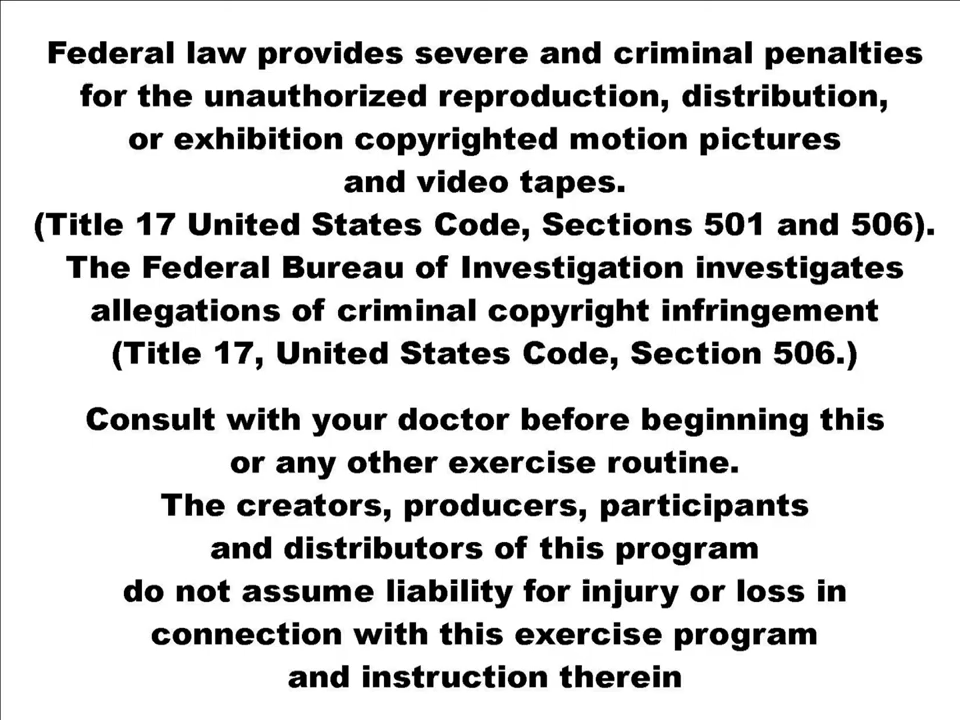 Federal law provides severe and criminal penalties
for the unauthorized reproduction, distribution,
or exhibition copyrighted motion pictures
and video tapes.
(Title 17 United States Code, Sections 501 and 506).
The Federal Bureau of Investigation investigates
allegations of criminal copyright infringement
(Title 17, United States Code, Section 506.)
Consult with your doctor before beginning this
or any other exercise routine.
The creators, producers, participants
and distributors of this program
do not assume liability for injury or loss in
connection with this exercise program
and instruction therein